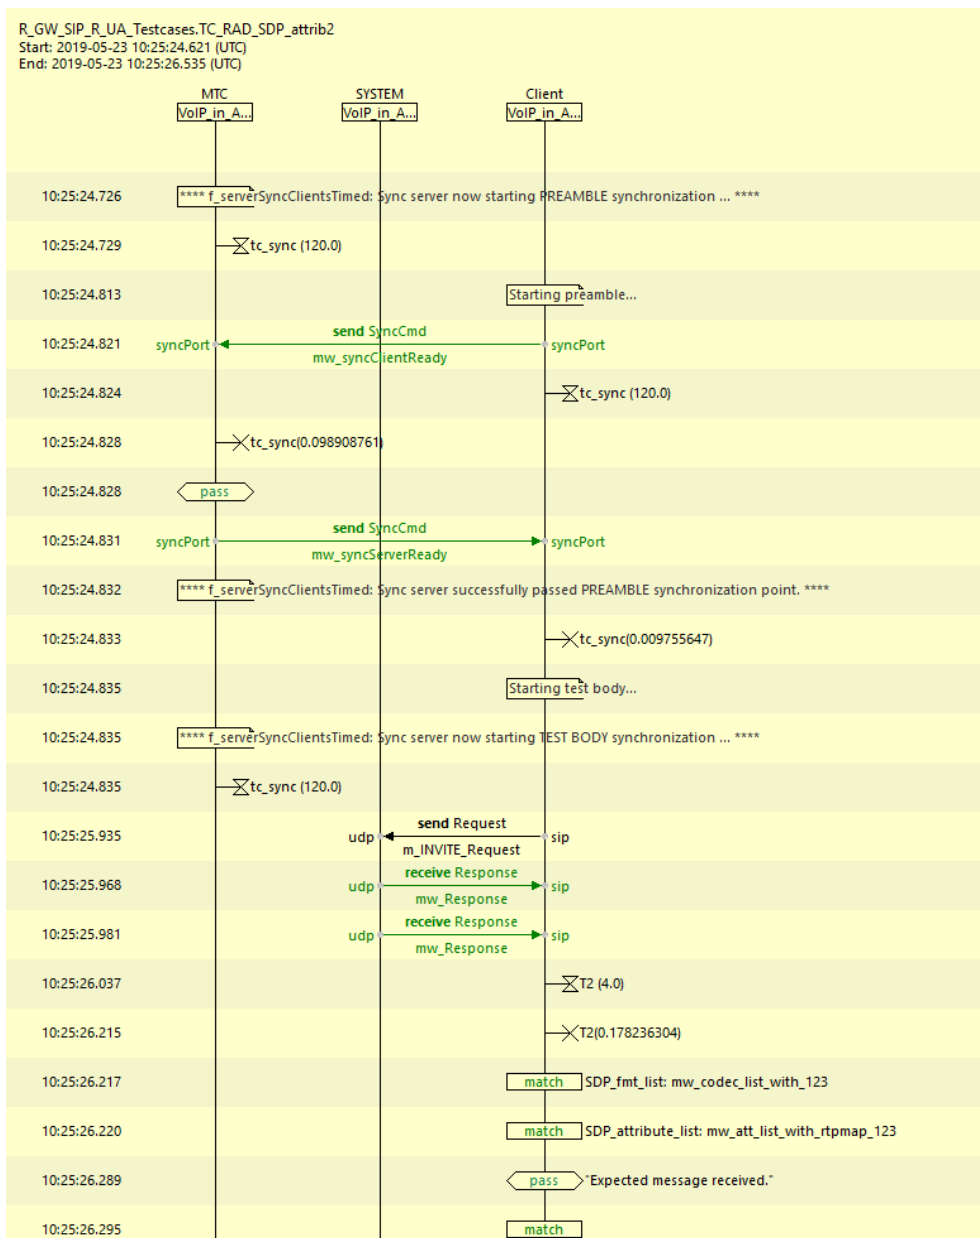 R_GW_SIP_R_UA_Testcases.TC_RAD_SDP_attrib2
Start: 2019-05-23 10:25:24.621 (UTC)
End: 2019-05-23 10:25:26.535 (UTC)
MTC SYSTEM Client
VoIP_in_A... VoIP_in_A... VoIP_in_A...
10:25:24.726 **** f_serverSyncClientsTimed: Sync server now starting PREAMBLE synchronization ... ****
10:25:24.729 tc_sync (120.0)
10:25:24.813 Starting preamble...
send SyncCmd
10:25:24.821 syncPort syncPort
mw_syncClientReady
10:25:24.824 tc_sync (120.0)
10:25:24.828 tc_sync(0.098908761)
10:25:24.828 pass
send SyncCmd
10:25:24.831 syncPort syncPort
mw_syncServerReady
10:25:24.832 **** f_serverSyncClientsTimed: Sync server successfully passed PREAMBLE synchronization point. ****
10:25:24.833 tc_sync(0.009755647)
10:25:24.835 Starting test body...
10:25:24.835 **** f_serverSyncClientsTimed: Sync server now starting TEST BODY synchronization ... ****
10:25:24.835 tc_sync (120.0)
send Request
10:25:25.935 udp sip
m_INVITE_Request
receive Response
10:25:25.968 udp sip
mw_Response
receive Response
10:25:25.981 udp sip
mw_Response
10:25:26.037 T2 (4.0)
10:25:26.215 T2(0.178236304)
10:25:26.217 match SDP_fmt_list: mw_codec_list_with_123
10:25:26.220 match SDP_attribute_list: mw_att_list_with_rtpmap_123
10:25:26.289 pass "Expected message received."
10:25:26.295 match